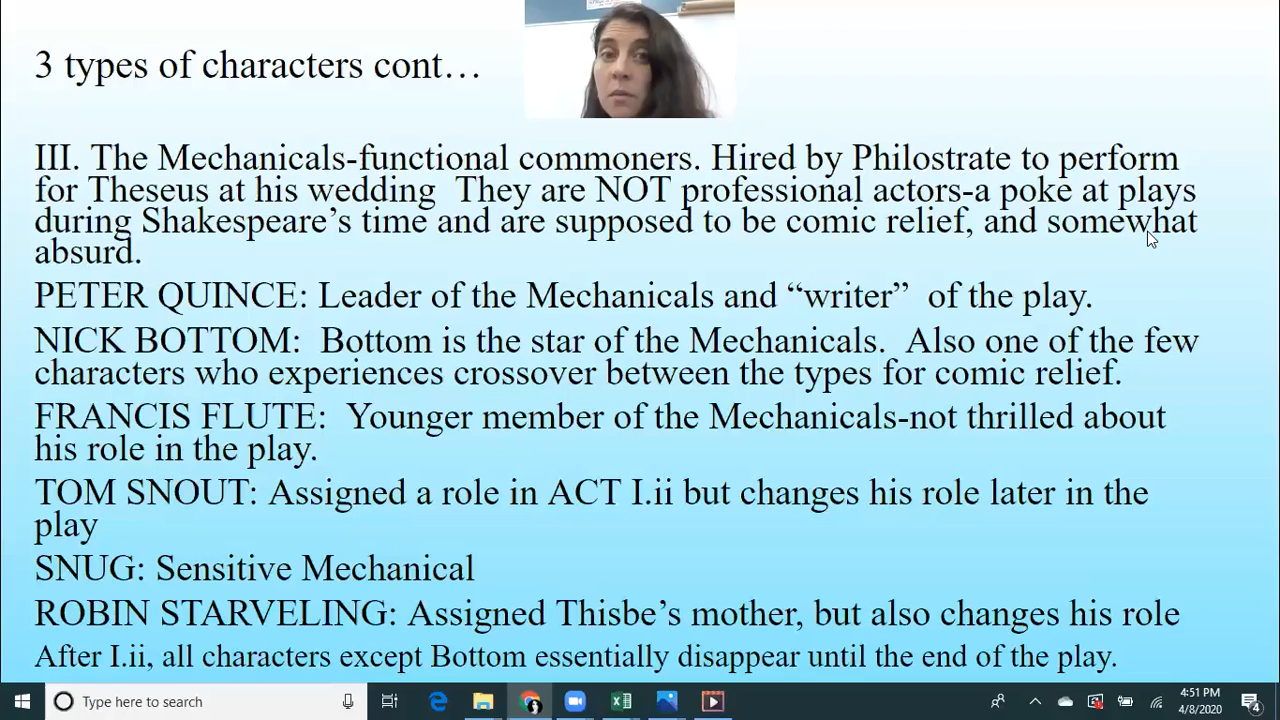 3 types of characters cont…
III. The Mechanicals-functional commoners. Hired by Philostrate to perform
for Theseus at his wedding  They are NOT professional actors-a poke at plays
during Shakespeare’s time and are supposed to be comic relief, and somewhat
absurd.
PETER QUINCE: Leader of the Mechanicals and “writer”  of the play.
NICK BOTTOM:  Bottom is the star of the Mechanicals.  Also one of the few
characters who experiences crossover between the types for comic relief.
FRANCIS FLUTE:  Younger member of the Mechanicals-not thrilled about
his role in the play.
TOM SNOUT: Assigned a role in ACT I.ii but changes his role later in the
play
SNUG: Sensitive Mechanical
ROBIN STARVELING: Assigned Thisbe’s mother, but also changes his role
After I.ii, all characters except Bottom essentially disappear until the end of the play.
Type here to search
4:51 PM
4/8/2020
4